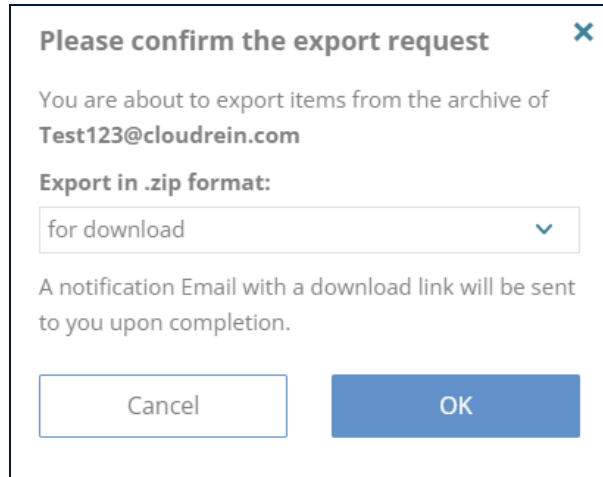 Please confirm the export request
You are about to export items from the archive of
Test123@cloudrein.com
Export in .zip format:
for download
A notification Email with a download link will be sent
to you upon completion.
Cancel
OK